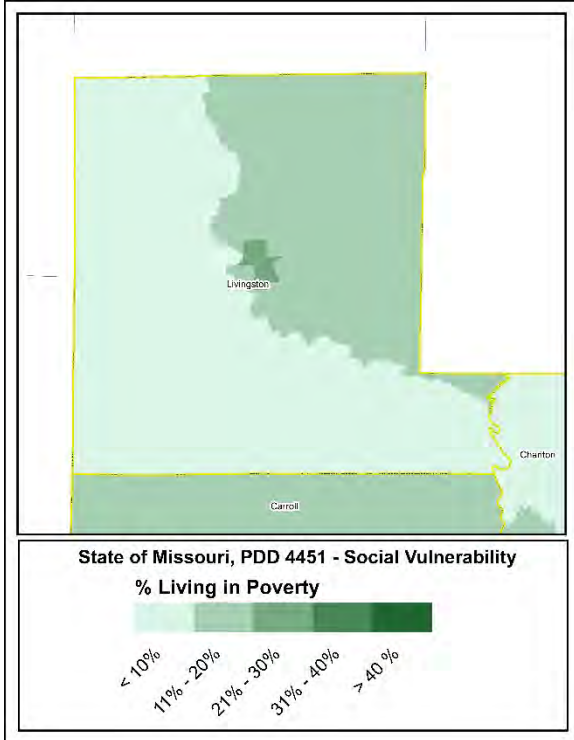 Livingston
Chariton
Carroll
State of Missouri, PDD 4451 - Social Vulnerability
% Living in Poverty
< 10%
11% - 20%
21% - 30%
31% - 40%
> 40 %